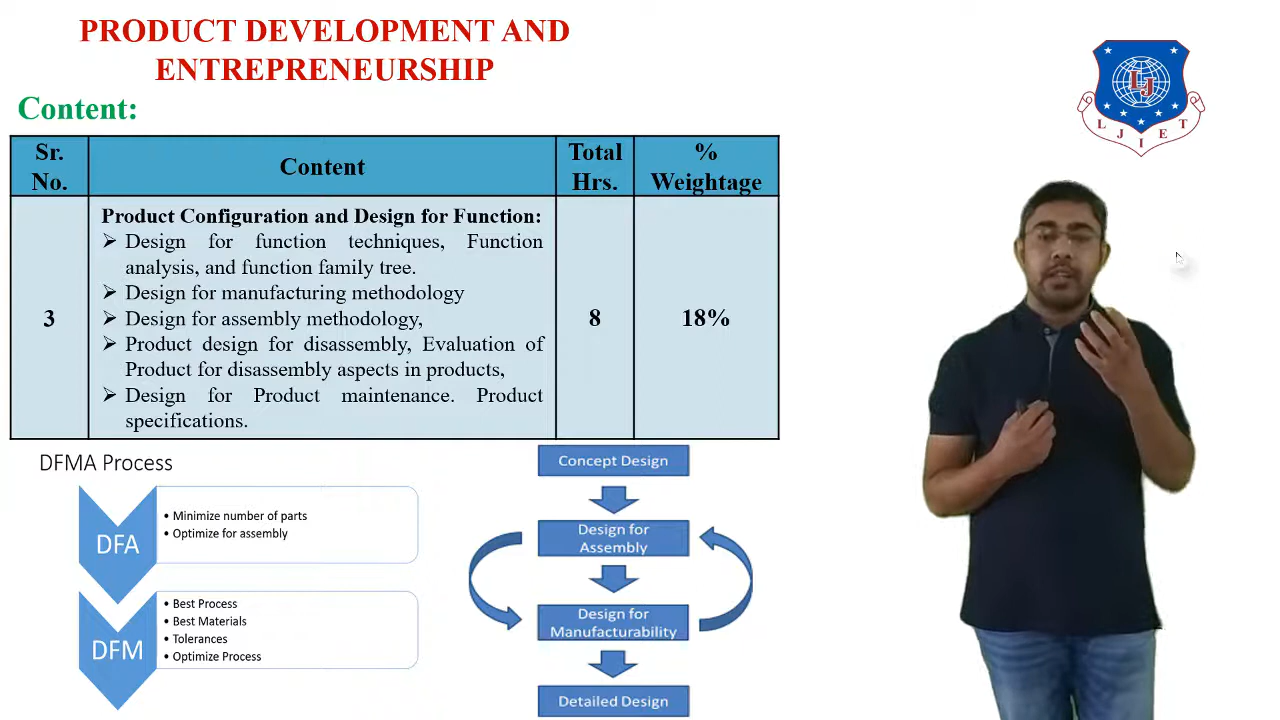 PRODUCT DEVELOPMENT AND
ENTREPRENEURSHIP
Content:
Sr. No.
Content
Total Hrs.
% Weightage
3
Product Configuration and Design for Function:
➤ Design for function techniques, Function
analysis, and function family tree.
➤ Design for manufacturing methodology
➤ Design for assembly methodology,
➤ Product design for disassembly, Evaluation of
Product for disassembly aspects in products,
➤ Design for Product maintenance. Product
specifications.
8
18%
DFMA Process
DFA
• Minimize number of parts
• Optimize for assembly
DFM
• Best Process
• Best Materials
• Tolerances
• Optimize Process
Concept Design
Design for
Assembly
Design for
Manufacturability
Detailed Design
LJ
LJIET